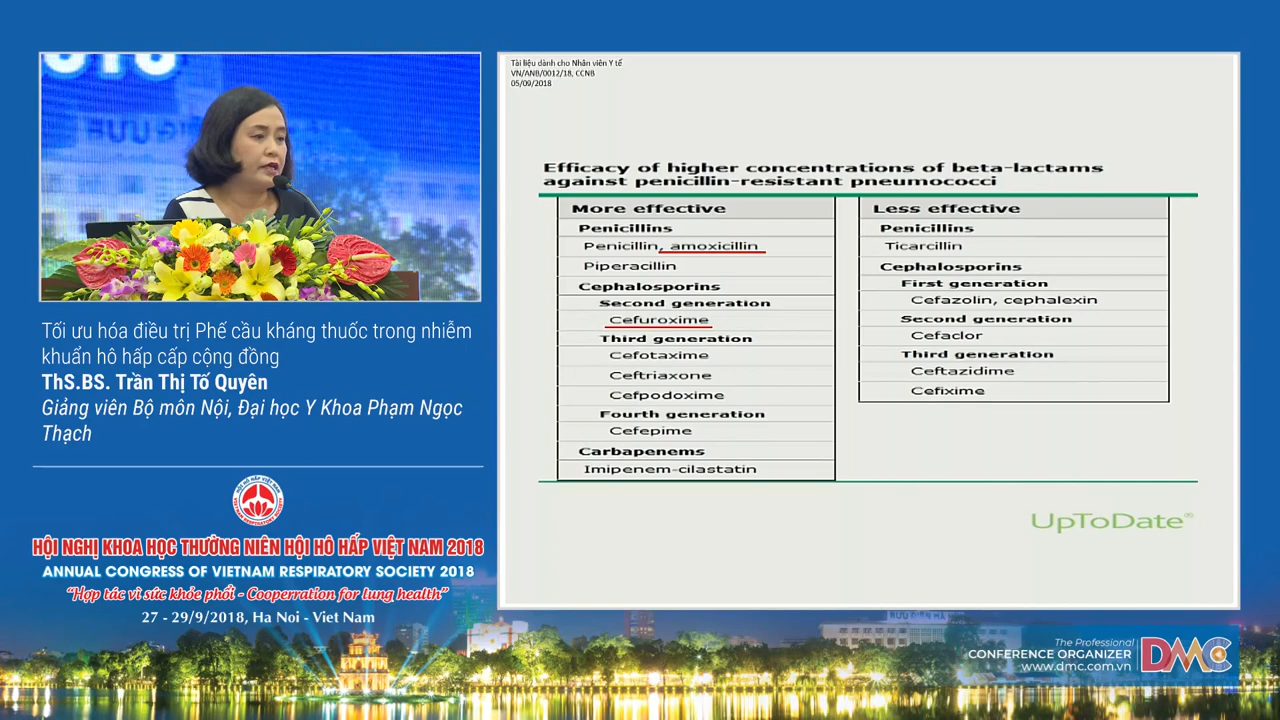 Tài liệu dành cho Nhân viên Y tế
VN/ANB/0012/18, CCNB
05/09/2018
Efficacy of higher concentrations of beta-lactams
against penicillin-resistant pneumococci
More effective
Penicillins
Penicillin, amoxicillin
Piperacillin
Cephalosporins
Second generation
Cefuroxime
Third generation
Cefotaxime
Ceftriaxone
Cefpodoxime
Fourth generation
Cefepime
Carbapenems
Imipenem-cilastatin
Less effective
Penicillins
Ticarcillin
Cephalosporins
First generation
Cefazolin, cephalexin
Second generation
Cefaclor
Third generation
Ceftazidime
Cefixime
UpToDate®
Tối ưu hóa điều trị Phế cầu kháng thuốc trong nhiễm
khuẩn hô hấp cấp cộng đồng
ThS.BS. Trần Thị Tố Quyên
Giảng viên Bộ môn Nội, Đại học Y Khoa Phạm Ngọc
Thạch
HỘI NGHỊ KHOA HỌC THƯỜNG NIÊN HỘI HÔ HẤP VIỆT NAM 2018
ANNUAL CONGRESS OF VIETNAM RESPIRATORY SOCIETY 2018
"Hợp tác vì sức khỏe phổi - Cooperration for lung health"
27 - 29/9/2018, Ha Noi - Viet Nam
The Professional
CONFERENCE ORGANIZER
www.dmc.com.vn
DMC